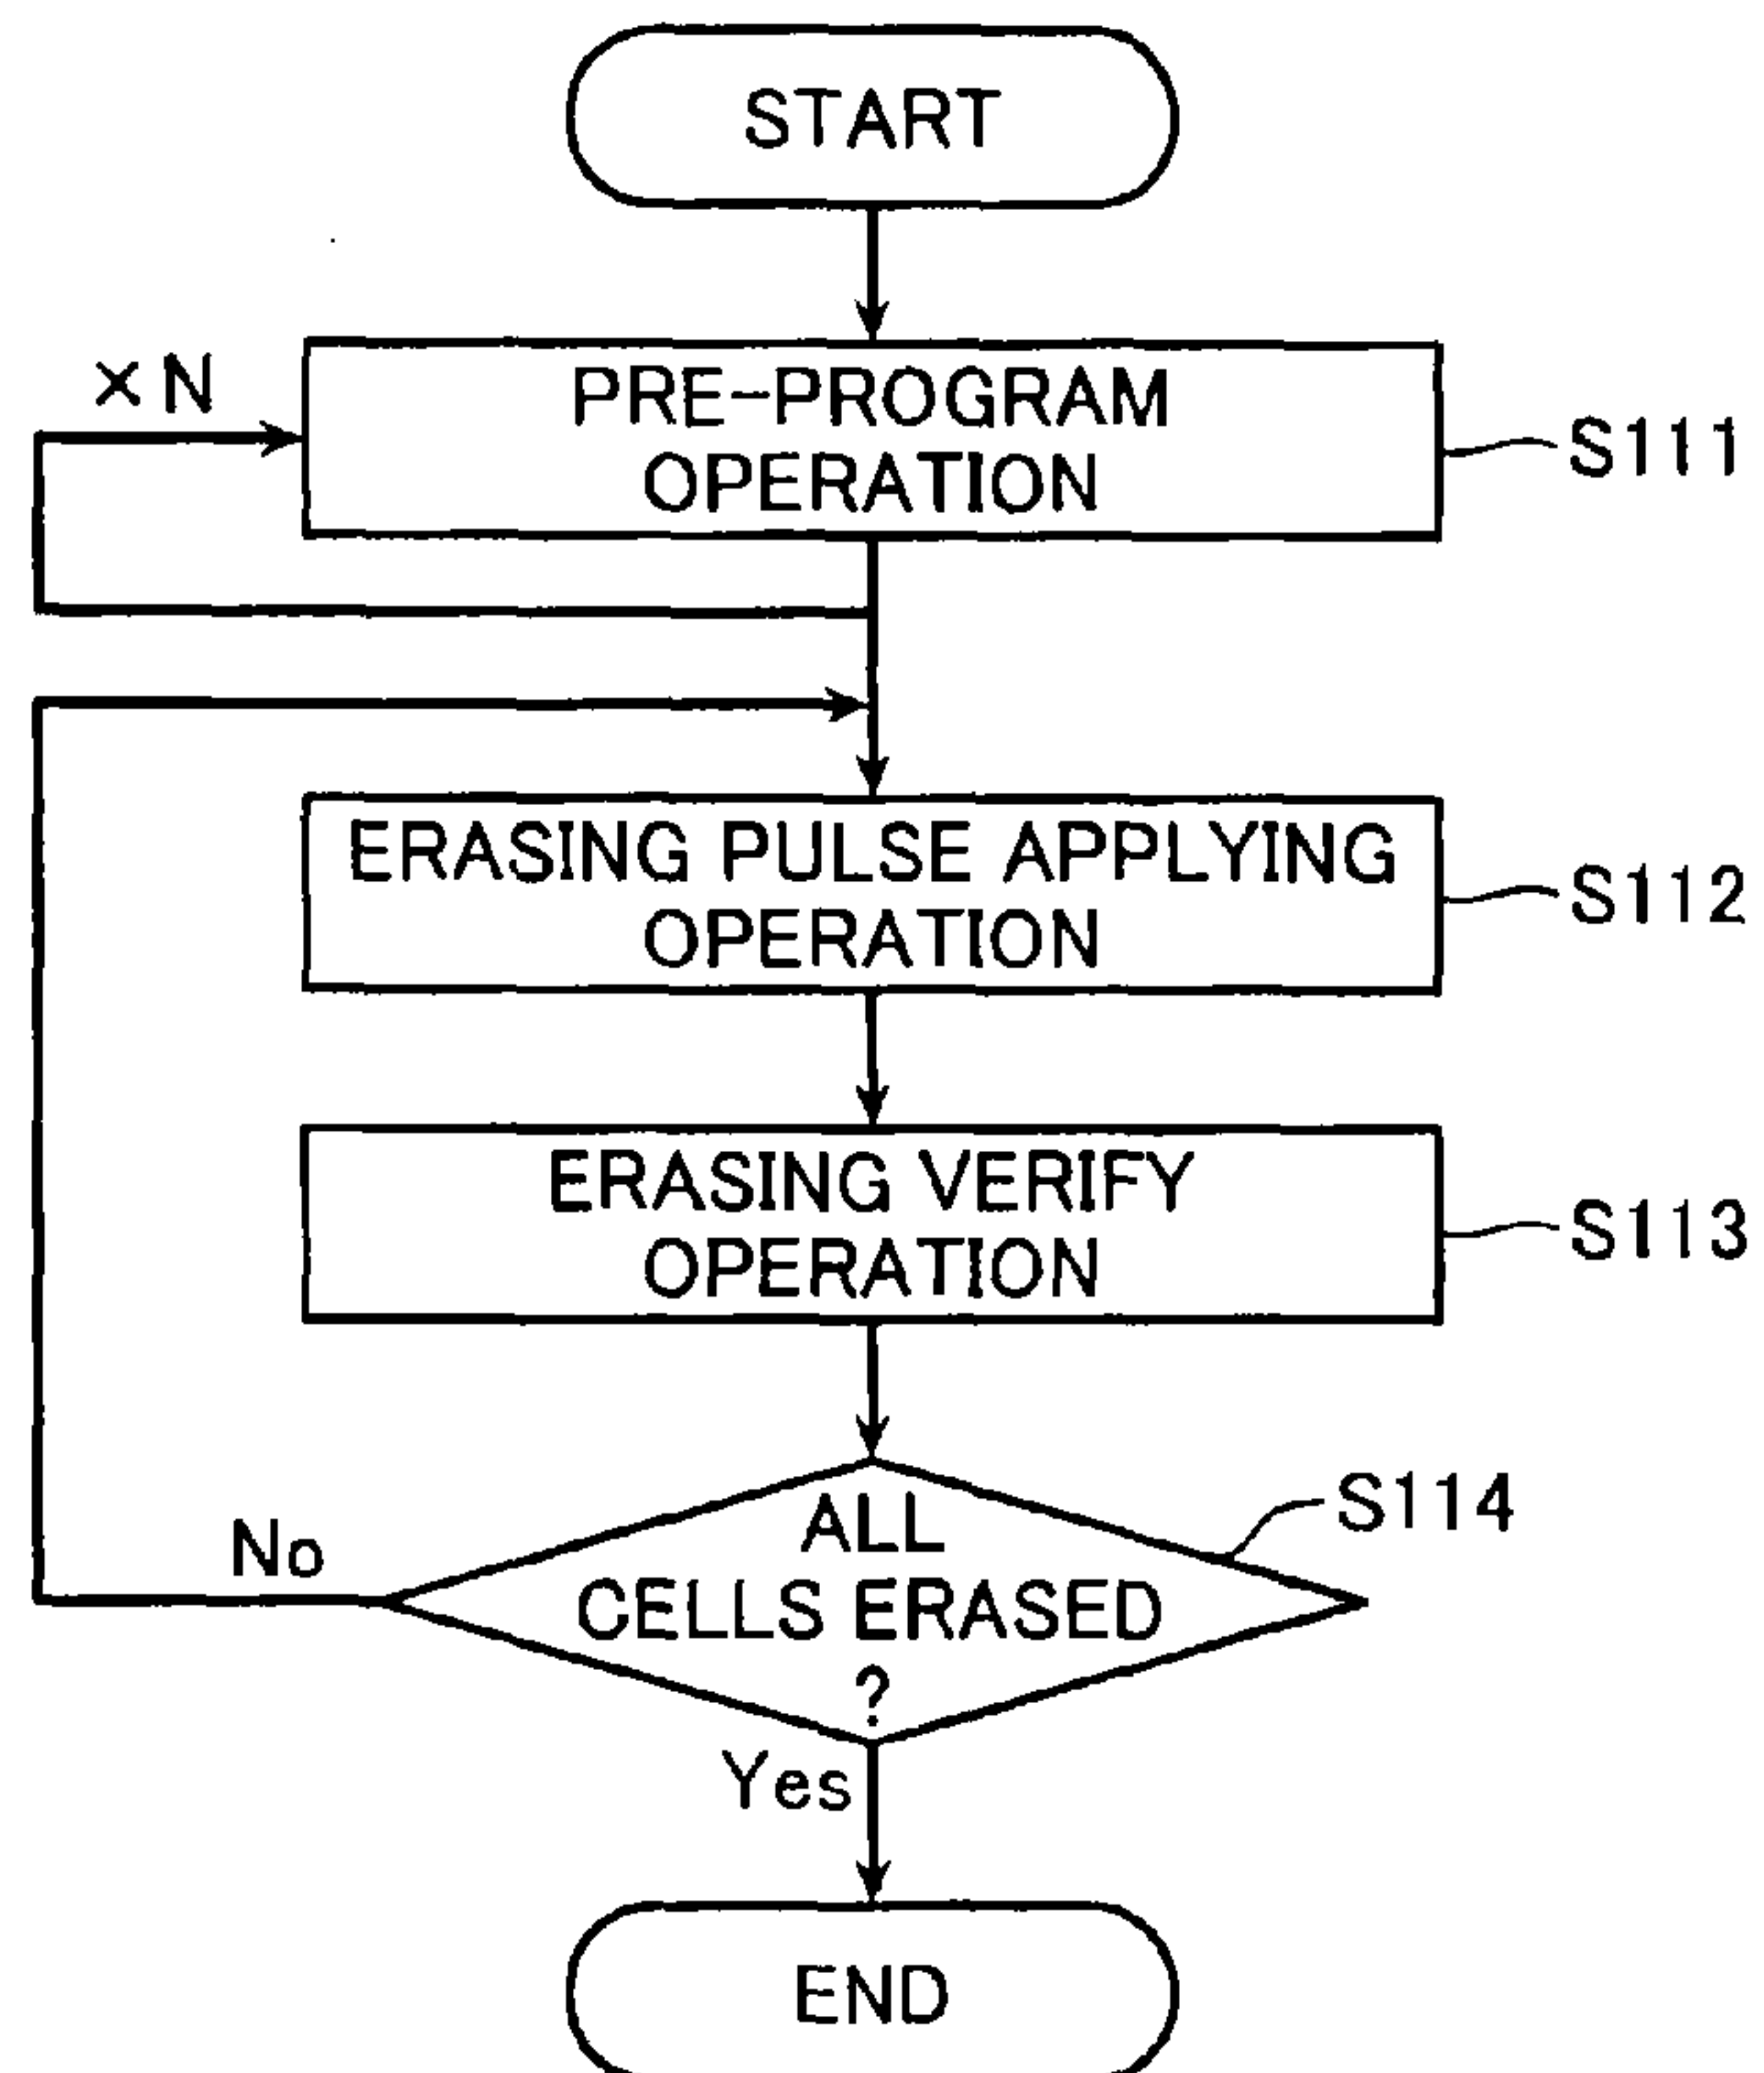 START
×N
PRE-PROGRAM
OPERATION
S111
ERASING PULSE APPLYING
OPERATION
S112
ERASING VERIFY
OPERATION
S113
ALL
CELLS ERASED
?
S114
No
Yes
END